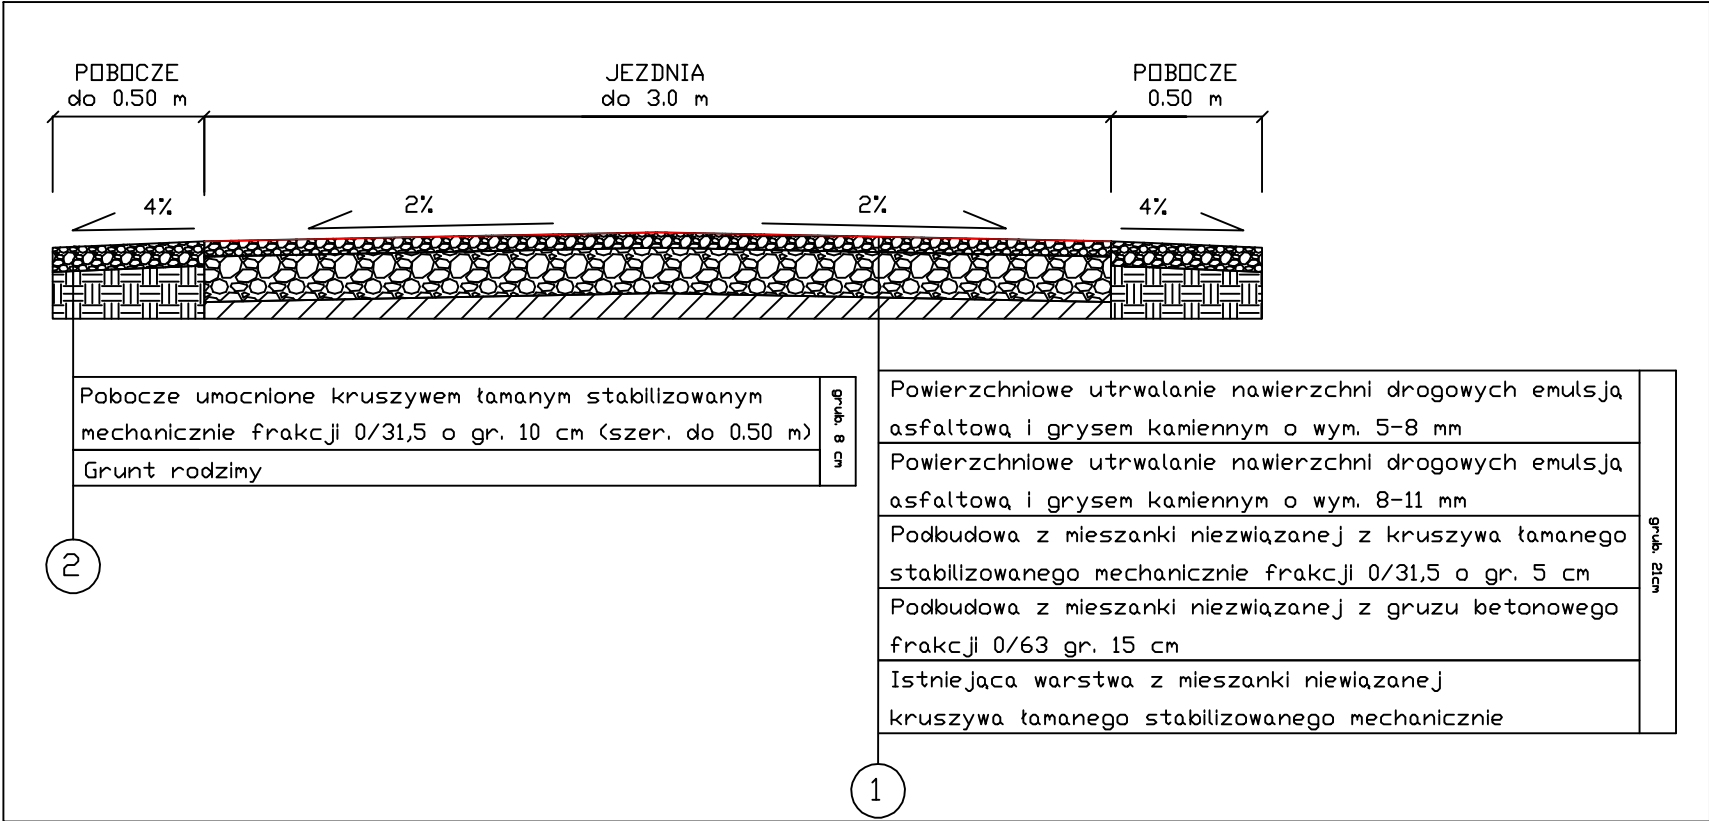 POBOCZE
do 0.50 m
JEZDNIA
do 3.0 m
POBOCZE
0.50 m
4%
2%
2%
4%
Pobocze umocnione kruszywem łamanym stabilizowanym
mechanicznie frakcji 0/31,5 o gr. 10 cm (szer. do 0.50 m)
Grunt rodzimy
grub. 8 cm
2
Powierzchniowe utrwalanie nawierzchni drogowych emulsją
asfaltową i grysem kamiennym o wym. 5-8 mm
Powierzchniowe utrwalanie nawierzchni drogowych emulsją
asfaltową i grysem kamiennym o wym. 8-11 mm
Podbudowa z mieszanki niezwiązanej z kruszywa łamanego
stabilizowanego mechanicznie frakcji 0/31,5 o gr. 5 cm
Podbudowa z mieszanki niezwiązanej z gruzu betonowego
frakcji 0/63 gr. 15 cm
Istniejąca warstwa z mieszanki niewiązanej
kruszywa łamanego stabilizowanego mechanicznie
grub. 21cm
1